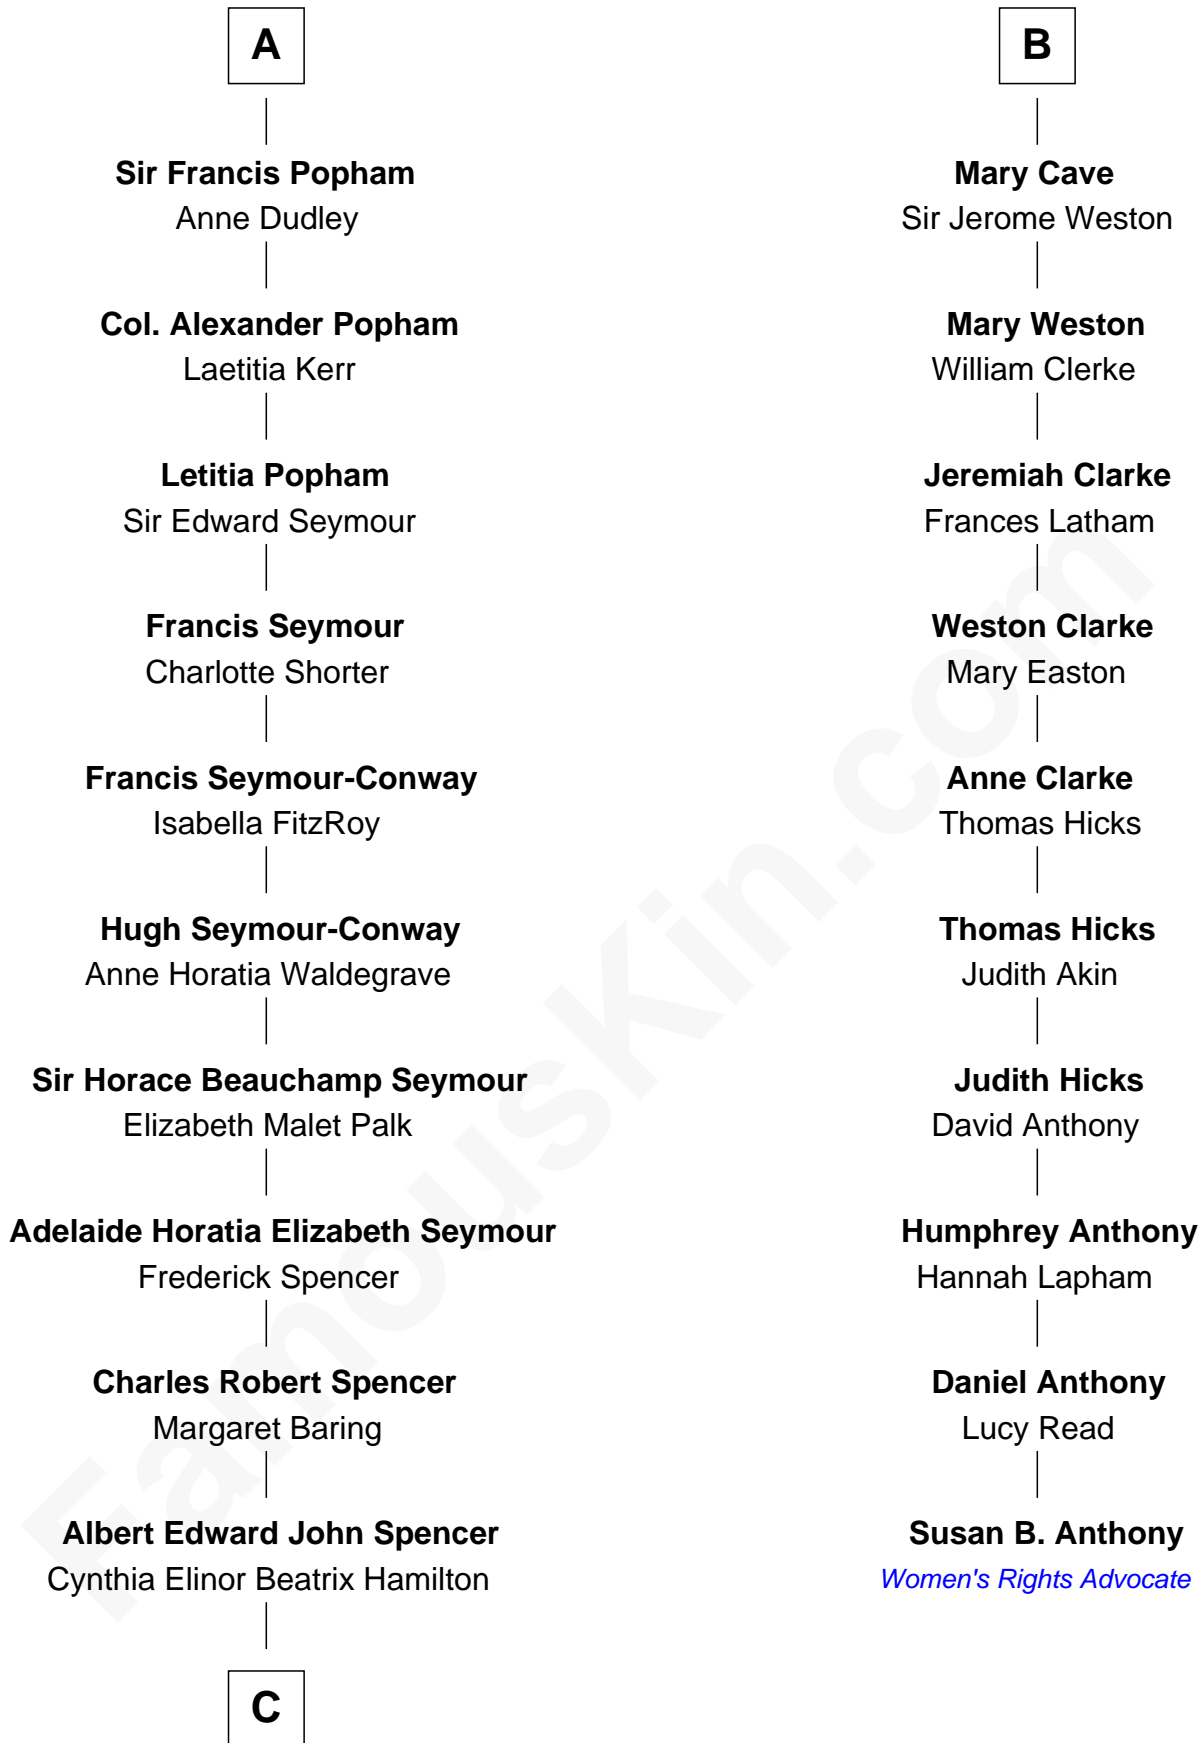 A
Sir Francis Popham
Anne Dudley
Col. Alexander Popham
Laetitia Kerr
Letitia Popham
Sir Edward Seymour
Francis Seymour
Charlotte Shorter
Francis Seymour-Conway
Isabella FitzRoy
Hugh Seymour-Conway
Anne Horatia Waldegrave
Sir Horace Beauchamp Seymour
Elizabeth Malet Palk
Adelaide Horatia Elizabeth Seymour
Frederick Spencer
Charles Robert Spencer
Margaret Baring
Albert Edward John Spencer
Cynthia Elinor Beatrix Hamilton
C
B
Mary Cave
Sir Jerome Weston
Mary Weston
William Clerke
Jeremiah Clarke
Frances Latham
Weston Clarke
Mary Easton
Anne Clarke
Thomas Hicks
Thomas Hicks
Judith Akin
Judith Hicks
David Anthony
Humphrey Anthony
Hannah Lapham
Daniel Anthony
Lucy Read
Susan B. Anthony
Women's Rights Advocate
FamousKin.com